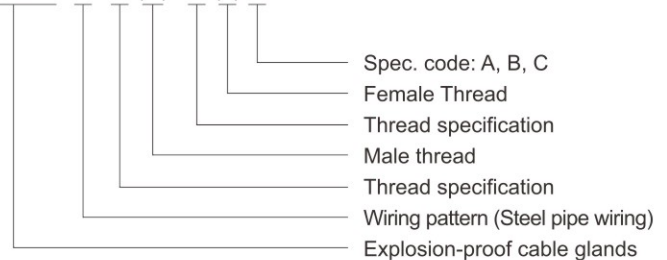 Spec. code: A, B, C
Female Thread
Thread specification
Male thread
Thread specification
Wiring pattern (Steel pipe wiring)
Explosion-proof cable glands